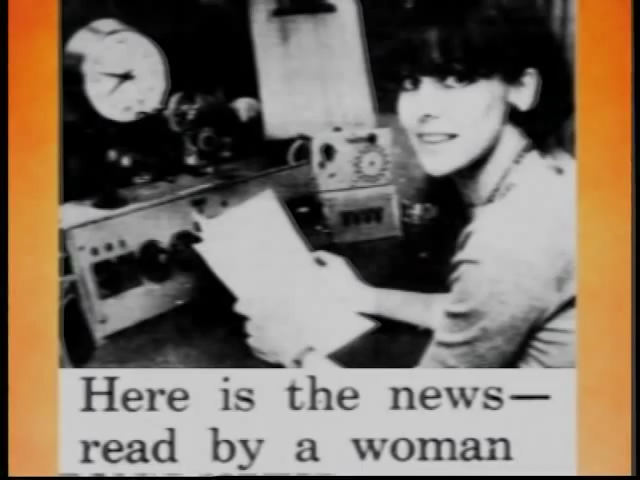 Here is the news—
read by a woman